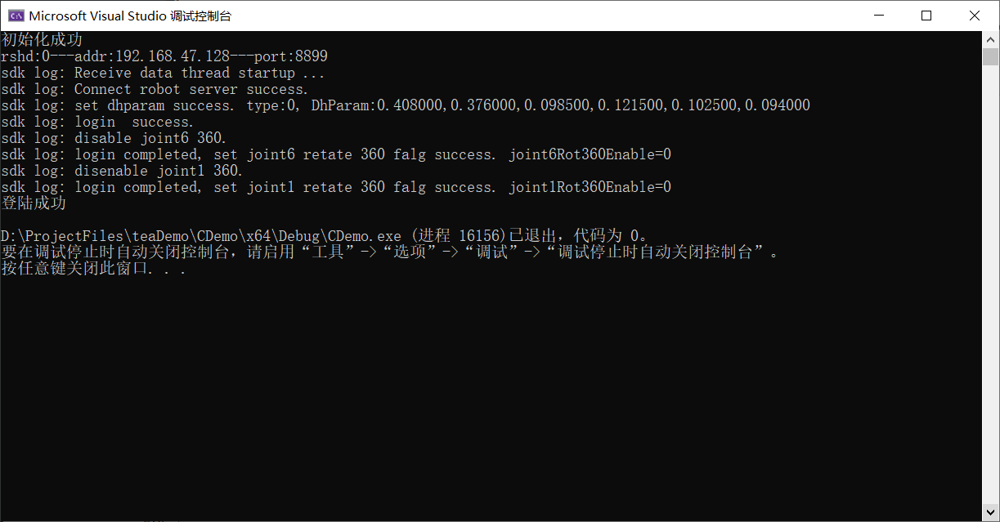 Microsoft Visual Studio 调试控制台
初始化成功
rshd:0---addr:192.168.47.128---port:8899
sdk log: Receive data thread startup ...
sdk log: Connect robot server success.
sdk log: set dhparam success. type:0, DhParam:0.408000,0.376000,0.098500,0.121500,0.102500,0.094000
sdk log: login  success.
sdk log: disable joint6 360.
sdk log: login completed, set joint6 retate 360 falg success. joint6Rot360Enable=0
sdk log: disenable joint1 360.
sdk log: login completed, set joint1 retate 360 falg success. joint1Rot360Enable=0
登陆成功
D:\ProjectFiles\teaDemo\CDemo\x64\Debug\CDemo.exe (进程 16156)已退出，代码为 0。
要在调试停止时自动关闭控制台，请启用“工具”->“选项”->“调试”->“调试停止时自动关闭控制台”。
按任意键关闭此窗口. . .